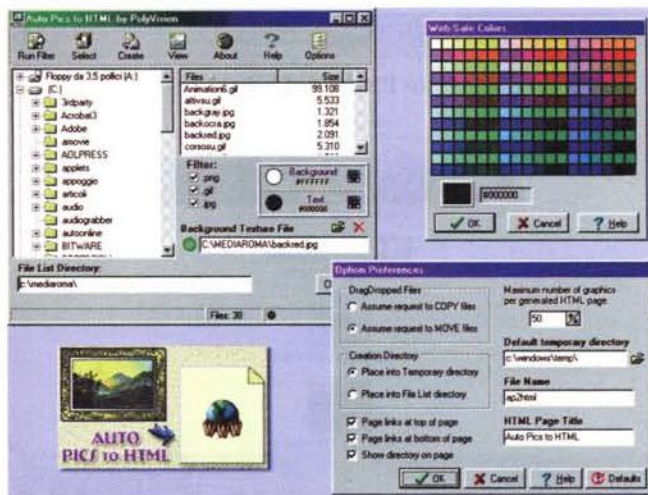 Auto Pics to HTML by PolyVision
Run Filter Select Create View About Help Options
Floppy da 3,5 pollici (A:)
(C:)
3rdparty
Acrobat3
Adobe
amovie
AOLPRESS
applets
appoggio
articoli
audio
audiograbber
autoonline
BITWARE
Files Size
Animation6.gif 99.108
altivsu.gif 5.533
backgray.jpg 1.321
backocra.jpg 1.854
backred.jpg 2.091
corsosu.gif 5.310
Filter:
.png
.gif
.jpg
Background
#FFFFFF
Text
#000000
Background Texture File
C:\MEDIAROMA\backred.jpg
File List Directory:
c:\mediaroma\
Files: 38
AUTO
PICS to HTML
Web-Safe Colors
#000000
OK Cancel ? Help
Option Preferences
DragDropped Files
Assume request to COPY files
Assume request to MOVE files
Creation Directory
Place into Temporary directory
Place into File List directory
Page links at top of page
Page links at bottom of page
Show directory on page
Maximum number of graphics
per generated HTML page
50
Default temporary directory
c:\windows\temp\
File Name
ap2html
HTML Page Title
Auto Pics to HTML
OK Cancel ? Help Defaults